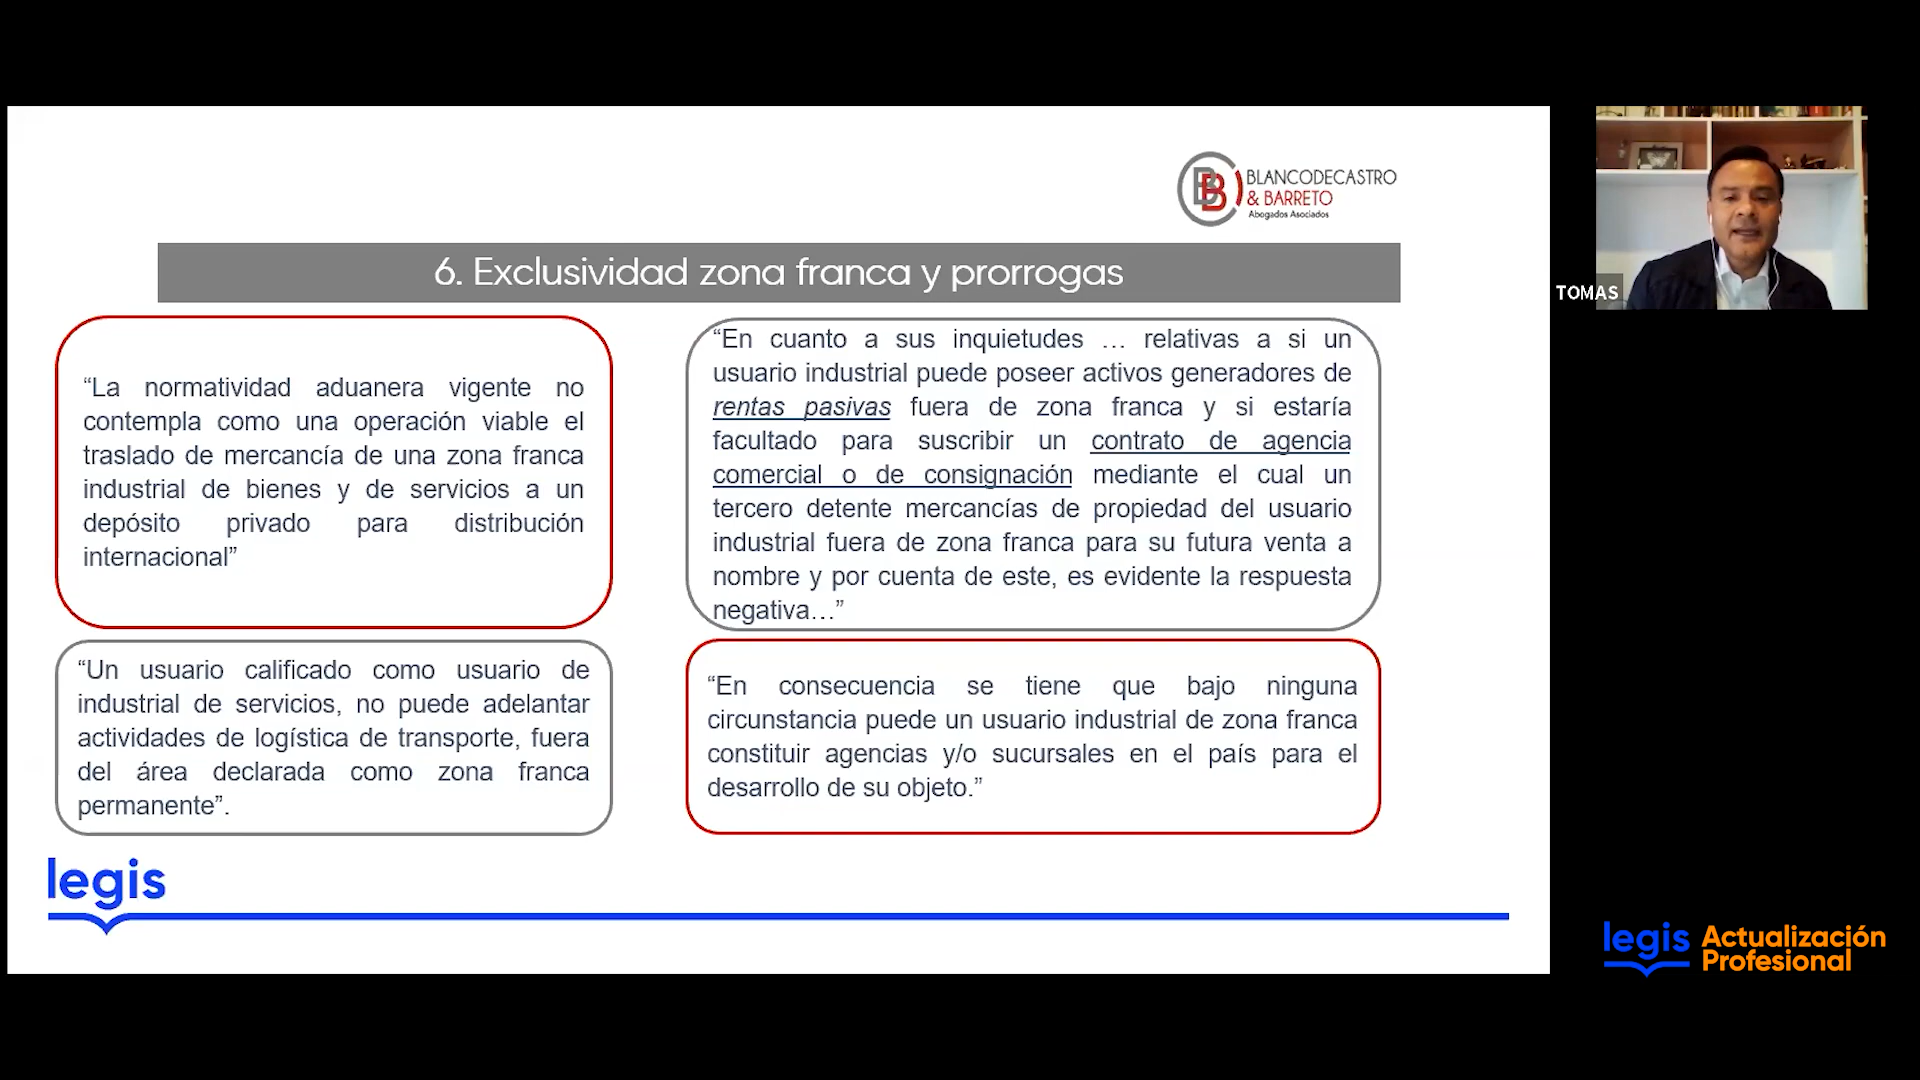 BB BLANCODECASTRO
& BARRETO
Abogados Asociados
6. Exclusividad zona franca y prorrogas
“La normatividad aduanera vigente no
contempla como una operación viable el
traslado de mercancía de una zona franca
industrial de bienes y de servicios a un
depósito privado para distribución
internacional”
“En cuanto a sus inquietudes … relativas a si un
usuario industrial puede poseer activos generadores de
rentas pasivas fuera de zona franca y si estaría
facultado para suscribir un contrato de agencia
comercial o de consignación mediante el cual un
tercero detente mercancías de propiedad del usuario
industrial fuera de zona franca para su futura venta a
nombre y por cuenta de este, es evidente la respuesta
negativa…”
“Un usuario calificado como usuario de
industrial de servicios, no puede adelantar
actividades de logística de transporte, fuera
del área declarada como zona franca
permanente”.
“En consecuencia se tiene que bajo ninguna
circunstancia puede un usuario industrial de zona franca
constituir agencias y/o sucursales en el país para el
desarrollo de su objeto.”
legis
TOMAS
legis Actualización
Profesional